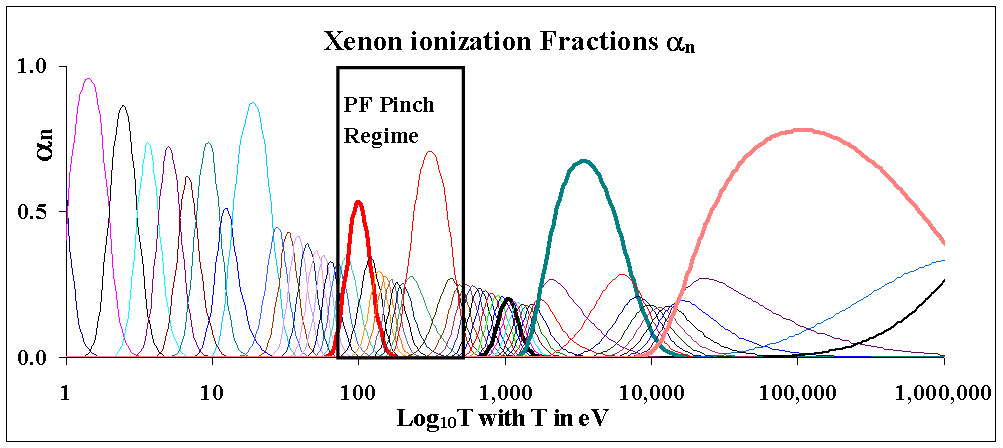 Xenon ionization Fractions αn
1.0
PF Pinch
Regime
αn
0.5
0.0
1 10 100 1,000 10,000 100,000 1,000,000
Log10T with T in eV